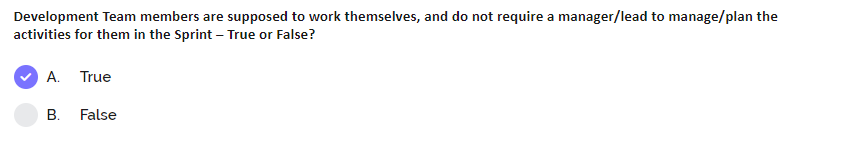 Development Team members are supposed to work themselves, and do not require a manager/lead to manage/plan the
activities for them in the Sprint – True or False?
A. True
B. False